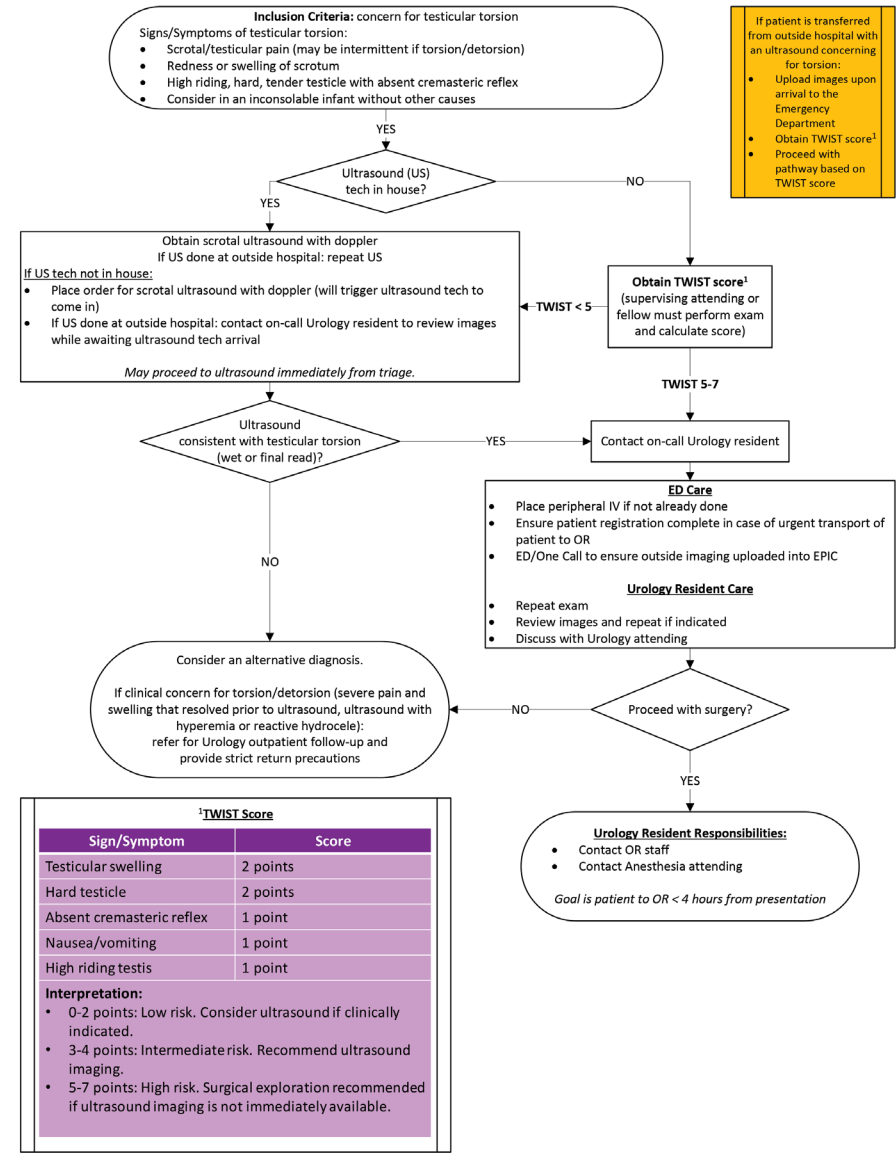 Inclusion Criteria: concern for testicular torsion
Signs/Symptoms of testicular torsion:
• Scrotal/testicular pain (may be intermittent if torsion/detorsion)
• Redness or swelling of scrotum
• High riding, hard, tender testicle with absent cremasteric reflex
• Consider in an inconsolable infant without other causes
If patient is transferred
from outside hospital with
an ultrasound concerning
for torsion:
• Upload images upon
arrival to the
Emergency
Department
• Obtain TWIST score¹
• Proceed with
pathway based on
TWIST score
YES
Ultrasound (US)
tech in house?
NO
YES
Obtain scrotal ultrasound with doppler
If US done at outside hospital: repeat US
If US tech not in house:
• Place order for scrotal ultrasound with doppler (will trigger ultrasound tech to
come in)
• If US done at outside hospital: contact on-call Urology resident to review images
while awaiting ultrasound tech arrival
May proceed to ultrasound immediately from triage.
TWIST < 5
Obtain TWIST score¹
(supervising attending or
fellow must perform exam
and calculate score)
TWIST 5-7
Ultrasound
consistent with testicular torsion
(wet or final read)?
YES
Contact on-call Urology resident
ED Care
• Place peripheral IV if not already done
• Ensure patient registration complete in case of urgent transport of
patient to OR
• ED/One Call to ensure outside imaging uploaded into EPIC
Urology Resident Care
• Repeat exam
• Review images and repeat if indicated
• Discuss with Urology attending
NO
Consider an alternative diagnosis.
If clinical concern for torsion/detorsion (severe pain and
swelling that resolved prior to ultrasound, ultrasound with
hyperemia or reactive hydrocele):
refer for Urology outpatient follow-up and
provide strict return precautions
NO
Proceed with surgery?
YES
Urology Resident Responsibilities:
• Contact OR staff
• Contact Anesthesia attending
Goal is patient to OR < 4 hours from presentation
¹TWIST Score
Sign/Symptom Score
Testicular swelling 2 points
Hard testicle 2 points
Absent cremasteric reflex 1 point
Nausea/vomiting 1 point
High riding testis 1 point
Interpretation:
• 0-2 points: Low risk. Consider ultrasound if clinically
indicated.
• 3-4 points: Intermediate risk. Recommend ultrasound
imaging.
• 5-7 points: High risk. Surgical exploration recommended
if ultrasound imaging is not immediately available.